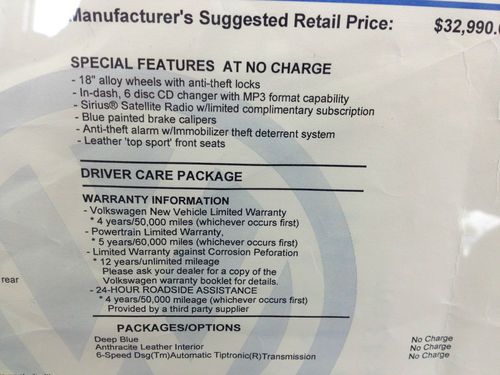 Manufacturer's Suggested Retail Price: $32,990.
SPECIAL FEATURES AT NO CHARGE
- 18" alloy wheels with anti-theft locks
- In-dash, 6 disc CD changer with MP3 format capability
- Sirius® Satellite Radio w/limited complimentary subscription
- Blue painted brake calipers
- Anti-theft alarm w/Immobilizer theft deterrent system
- Leather 'top sport' front seats
DRIVER CARE PACKAGE
WARRANTY INFORMATION
- Volkswagen New Vehicle Limited Warranty
* 4 years/50,000 miles (whichever occurs first)
- Powertrain Limited Warranty,
* 5 years/60,000 miles (whichever occurs first)
- Limited Warranty against Corrosion Peforation
* 12 years/unlimited mileage
Please ask your dealer for a copy of the
Volkswagen warranty booklet for details.
rear
- 24-HOUR ROADSIDE ASSISTANCE
* 4 years/50,000 mileage (whichever occurs first)
Provided by a third party supplier
PACKAGES/OPTIONS
Deep Blue No Charge
Anthracite Leather Interior No Charge
6-Speed Dsg(Tm)Automatic Tiptronic(R)Transmission No Charge